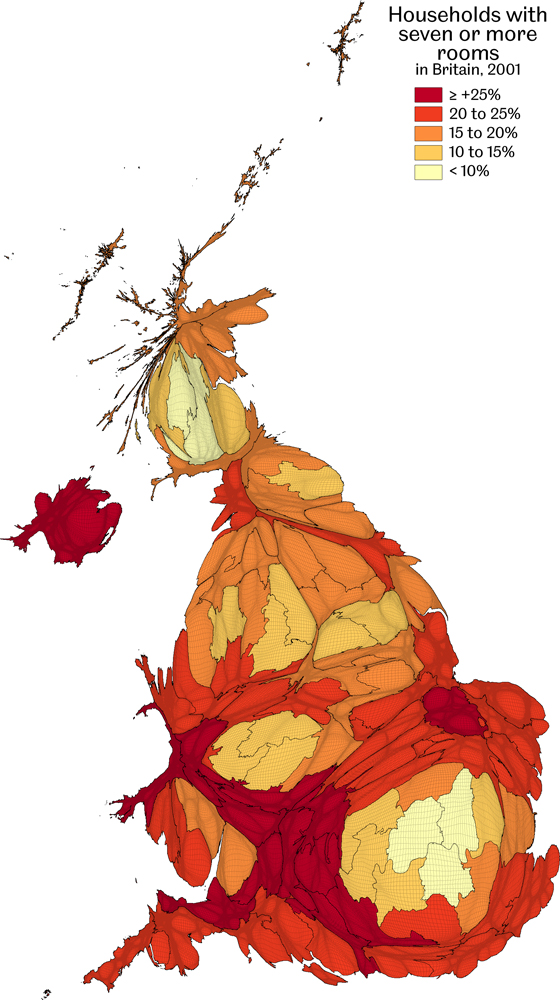 Households with
seven or more
rooms
in Britain, 2001
≥ +25%
20 to 25%
15 to 20%
10 to 15%
< 10%